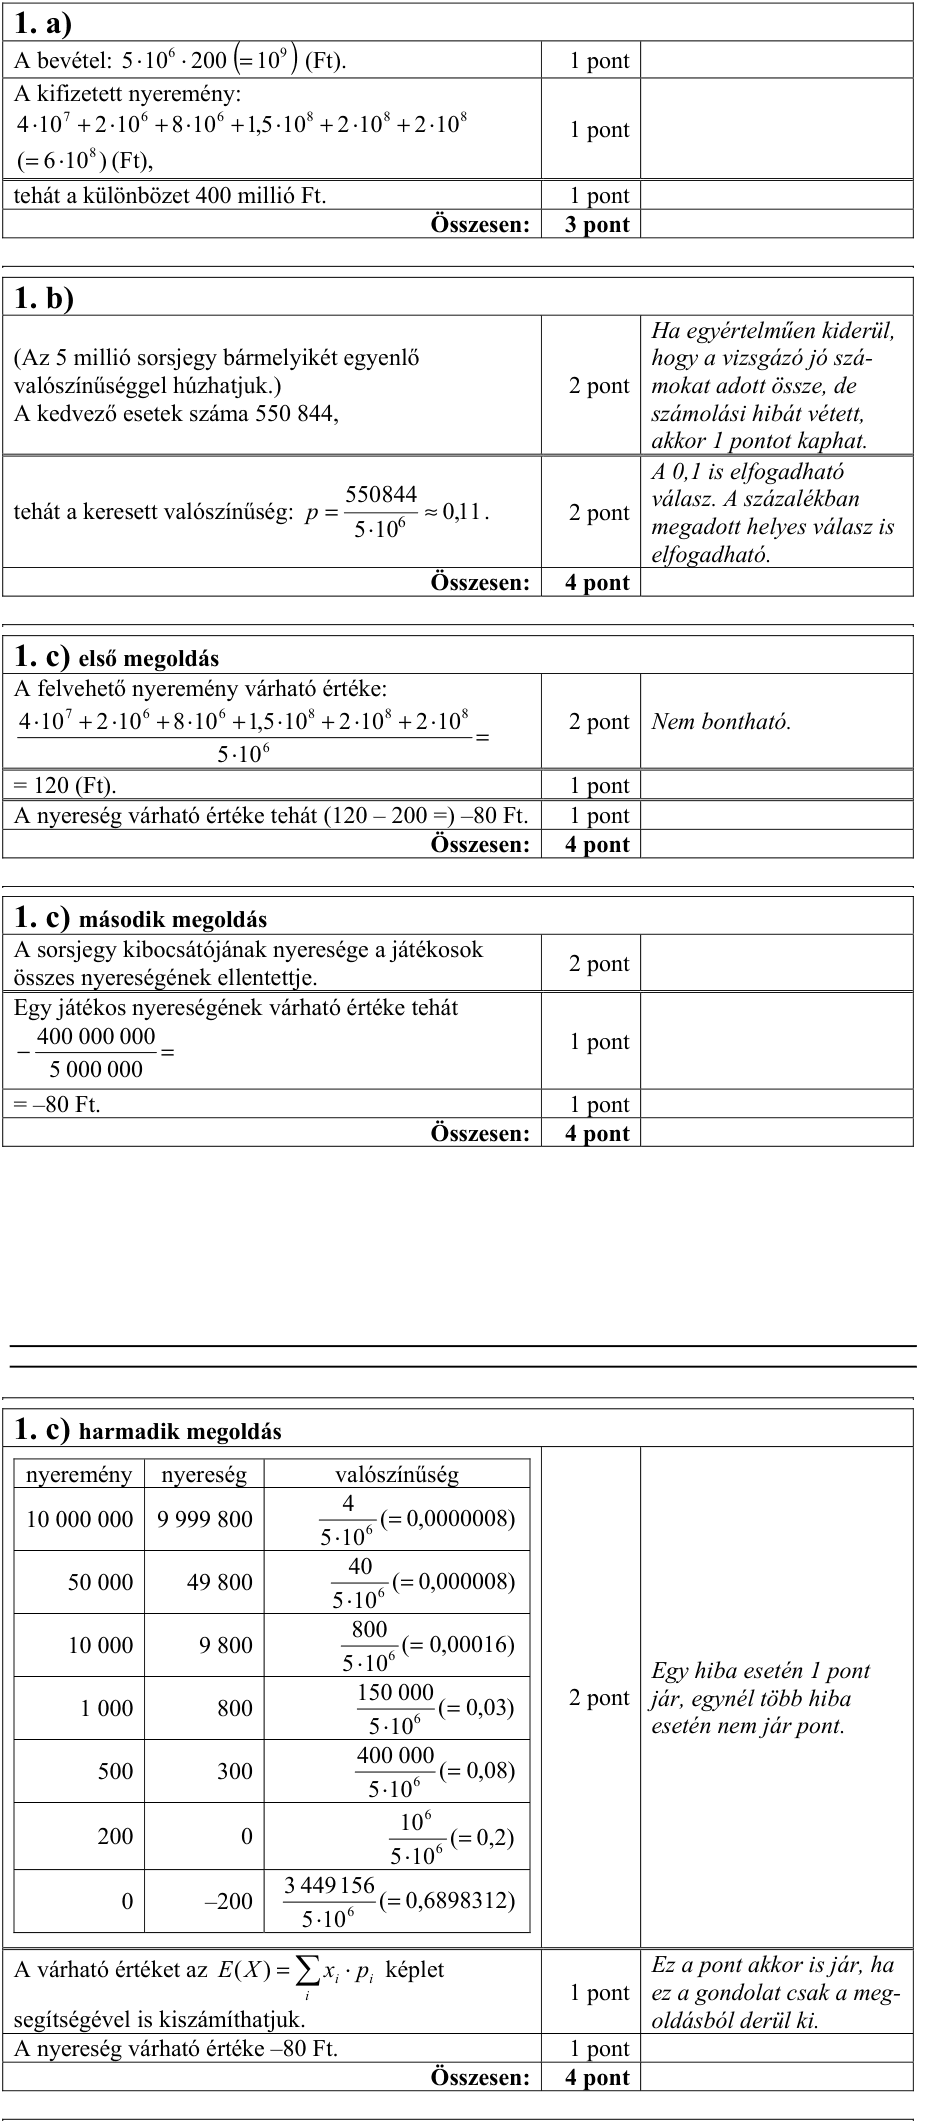 1. a)
A bevétel: 5·10⁶·200 (=10⁹) (Ft).
1 pont
A kifizetett nyeremény:
4·10⁷+2·10⁶+8·10⁶+1,5·10⁸+2·10⁸+2·10⁸
(=6·10⁸) (Ft),
1 pont
tehát a különbözet 400 millió Ft.
1 pont
Összesen:
3 pont
1. b)
(Az 5 millió sorsjegy bármelyikét egyenlő
valószínűséggel húzhatjuk.)
A kedvező esetek száma 550 844,
2 pont
Ha egyértelműen kiderül,
hogy a vizsgázó jó szá-
mokat adott össze, de
számolási hibát vétett,
akkor 1 pontot kaphat.
tehát a keresett valószínűség: p = 550844 / 5·10⁶ ≈ 0,11.
2 pont
A 0,1 is elfogadható
válasz. A százalékban
megadott helyes válasz is
elfogadható.
Összesen:
4 pont
1. c) első megoldás
A felvehető nyeremény várható értéke:
4·10⁷+2·10⁶+8·10⁶+1,5·10⁸+2·10⁸+2·10⁸ / 5·10⁶ =
2 pont
Nem bontható.
= 120 (Ft).
1 pont
A nyereség várható értéke tehát (120 – 200 =) –80 Ft.
1 pont
Összesen:
4 pont
1. c) második megoldás
A sorsjegy kibocsátójának nyeresége a játékosok
összes nyereségének ellentettje.
2 pont
Egy játékos nyereségének várható értéke tehát
− 400 000 000 / 5 000 000 =
1 pont
= –80 Ft.
1 pont
Összesen:
4 pont
1. c) harmadik megoldás
nyeremény nyereség valószínűség
10 000 000 9 999 800 4 / 5·10⁶ (= 0,0000008)
50 000 49 800 40 / 5·10⁶ (= 0,000008)
10 000 9 800 800 / 5·10⁶ (= 0,00016)
1 000 800 150 000 / 5·10⁶ (= 0,03)
500 300 400 000 / 5·10⁶ (= 0,08)
200 0 10⁶ / 5·10⁶ (= 0,2)
0 –200 3 449 156 / 5·10⁶ (= 0,6898312)
2 pont
Egy hiba esetén 1 pont
jár, egynél több hiba
esetén nem jár pont.
A várható értéket az E(X) = ∑ᵢ xᵢ · pᵢ képlet
segítségével is kiszámíthatjuk.
1 pont
Ez a pont akkor is jár, ha
ez a gondolat csak a meg-
oldásból derül ki.
A nyereség várható értéke –80 Ft.
1 pont
Összesen:
4 pont